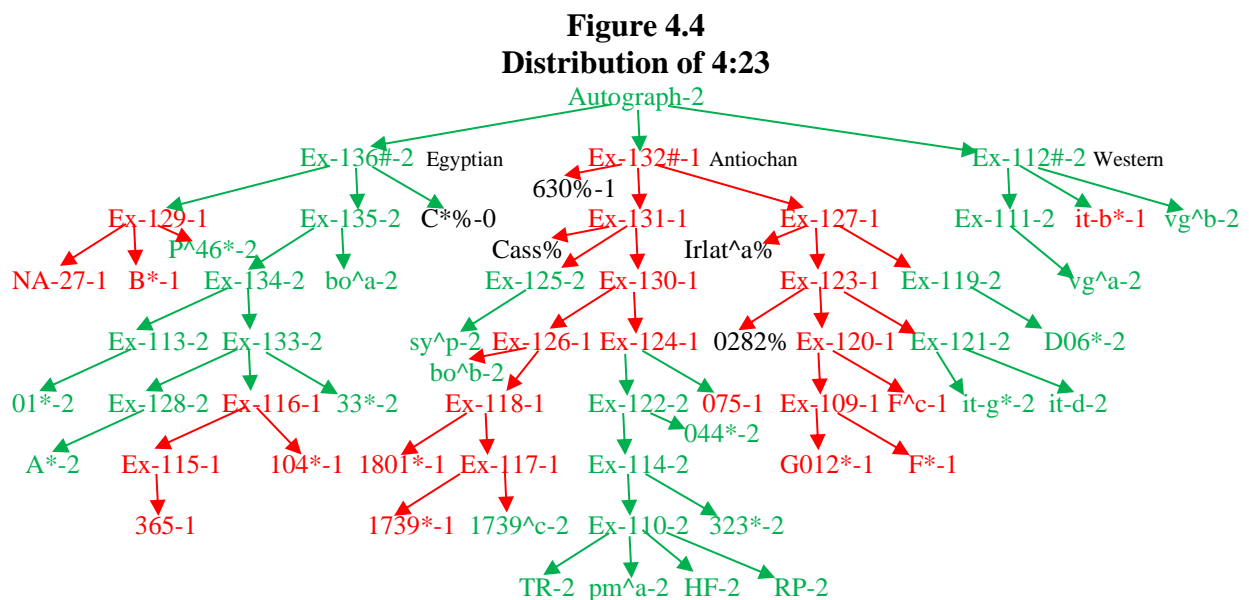 Figure 4.4
Distribution of 4:23
Autograph-2
Ex-136#-2 Egyptian Ex-132#-1 Antiochan Ex-112#-2 Western
630%-1
Ex-129-1 Ex-135-2 C*%-0 Ex-131-1 Ex-127-1 Ex-111-2 it-b*-1 vg^b-2
P^46*-2 Cass% Irlat^a%
NA-27-1 B*-1 Ex-134-2 bo^a-2 Ex-125-2 Ex-130-1 Ex-123-1 Ex-119-2 vg^a-2
Ex-113-2 Ex-133-2 sy^p-2 Ex-126-1 Ex-124-1 0282% Ex-120-1 Ex-121-2 D06*-2
bo^b-2
01*-2 Ex-128-2 Ex-116-1 33*-2 Ex-118-1 Ex-122-2 075-1 Ex-109-1 F^c-1 it-g*-2 it-d-2
044*-2
A*-2 Ex-115-1 104*-1 1801*-1 Ex-117-1 Ex-114-2 G012*-1 F*-1
365-1 1739*-1 1739^c-2 Ex-110-2 323*-2
TR-2 pm^a-2 HF-2 RP-2